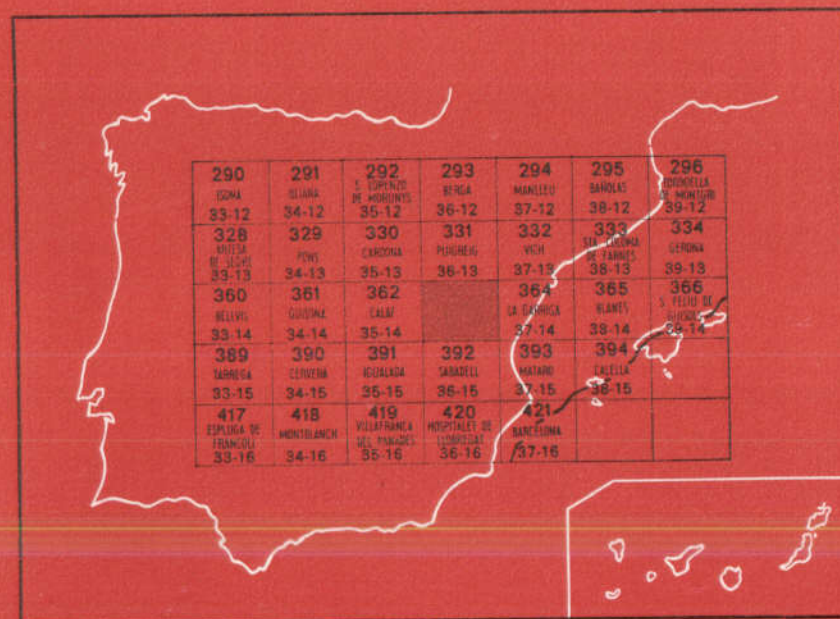 290 291 292 293 294 295 296
ISONA OLIANA S. LORENZO BERGA MANLLEU BAÑOLAS
DE MORUNYS DE MONTGRI
33-12 34-12 35-12 36-12 37-12 38-12 39-12
328 329 330 331 332 333 334
ARTESA PONS CARDONA PUIGREIG VICH STA. COLOMA GERONA
DE SEGRE DE FARNES
33-13 34-13 35-13 36-13 37-13 38-13 39-13
360 361 362 364 365 366
BELLVIS GUISONA CALAF LA GARRIGA BLANES S. FELIU DE
GUIXOLS
33-14 34-14 35-14 37-14 38-14 39-14
389 390 391 392 393 394
TARREGA CERVERA IGUALADA SABADELL MATARO CALELLA
33-15 34-15 35-15 36-15 37-15 38-15
417 418 419 420 421
ESPLUGA DE MONTBLANCH VILLAFRANCA HOSPITALET DE BARCELONA
FRANCOLI DEL PANADES LLOBREGAT
33-16 34-16 35-16 36-16 37-16